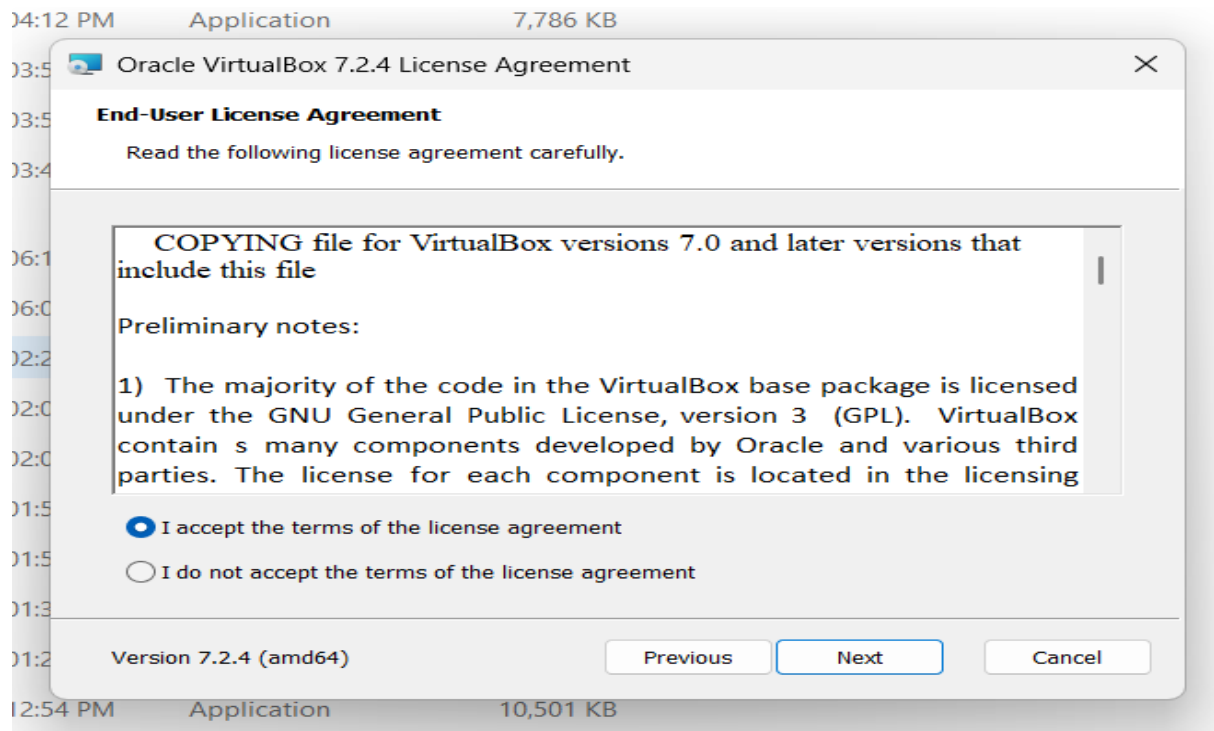 04:12 PM Application 7,786 KB
Oracle VirtualBox 7.2.4 License Agreement
End-User License Agreement
Read the following license agreement carefully.
COPYING file for VirtualBox versions 7.0 and later versions that
include this file
Preliminary notes:
1) The majority of the code in the VirtualBox base package is licensed
under the GNU General Public License, version 3 (GPL). VirtualBox
contain s many components developed by Oracle and various third
parties. The license for each component is located in the licensing
I accept the terms of the license agreement
I do not accept the terms of the license agreement
Version 7.2.4 (amd64) Previous Next Cancel
12:54 PM Application 10,501 KB